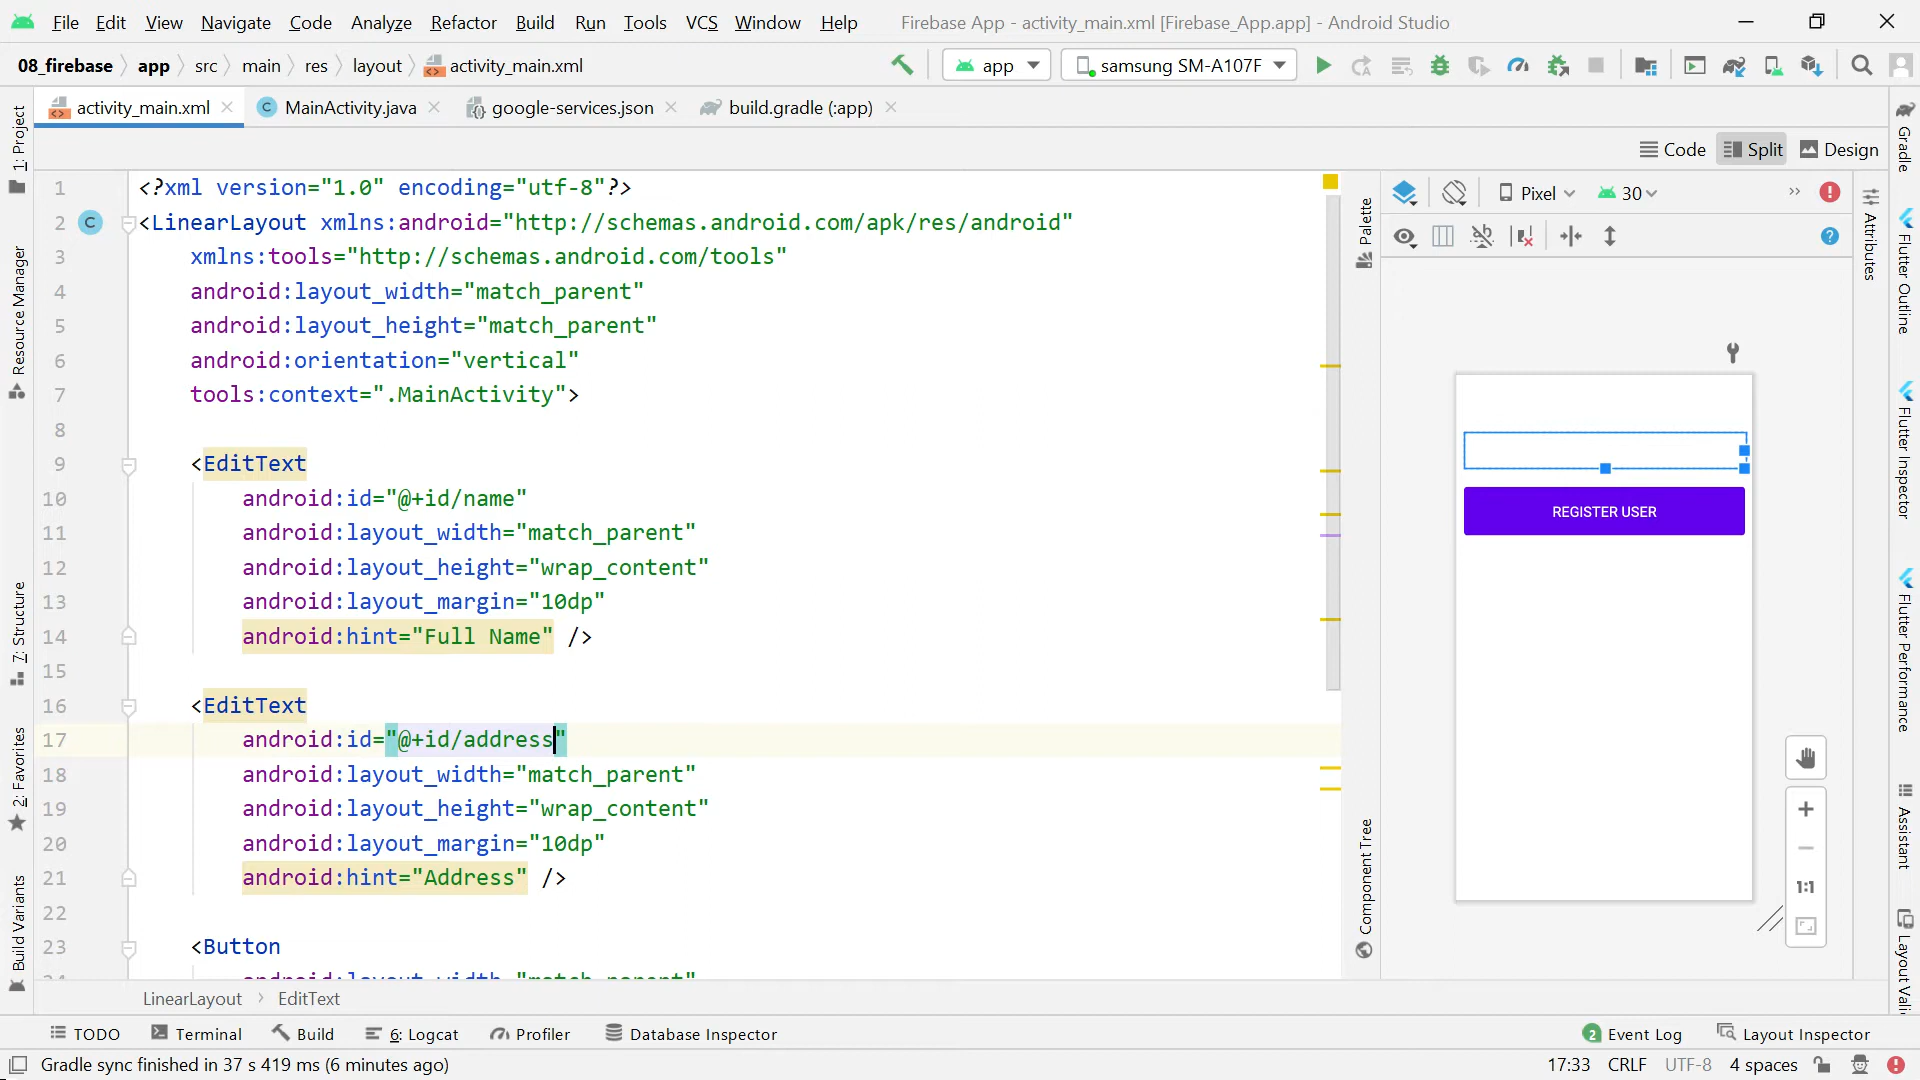 File Edit View Navigate Code Analyze Refactor Build Run Tools VCS Window Help Firebase App - activity_main.xml [Firebase_App.app] - Android Studio
08_firebase app src main res layout activity_main.xml app samsung SM-A107F
activity_main.xml MainActivity.java google-services.json build.gradle (:app)
Code Split Design
Pixel 30
1 <?xml version="1.0" encoding="utf-8"?>
2 <LinearLayout xmlns:android="http://schemas.android.com/apk/res/android"
3 xmlns:tools="http://schemas.android.com/tools"
4 android:layout_width="match_parent"
5 android:layout_height="match_parent"
6 android:orientation="vertical"
7 tools:context=".MainActivity">
8
9 <EditText
10 android:id="@+id/name"
11 android:layout_width="match_parent"
12 android:layout_height="wrap_content"
13 android:layout_margin="10dp"
14 android:hint="Full Name" />
15
16 <EditText
17 android:id="@+id/address"
18 android:layout_width="match_parent"
19 android:layout_height="wrap_content"
20 android:layout_margin="10dp"
21 android:hint="Address" />
22
23 <Button
android:layout_width="match_parent"
REGISTER USER
1:1
1: Project
Resource Manager
7: Structure
2: Favorites
Build Variants
Palette
Component Tree
Attributes
Gradle
Flutter Outline
Flutter Inspector
Flutter Performance
Assistant
LinearLayout EditText
TODO Terminal Build 6: Logcat Profiler Database Inspector 2 Event Log Layout Inspector
Gradle sync finished in 37 s 419 ms (6 minutes ago) 17:33 CRLF UTF-8 4 spaces